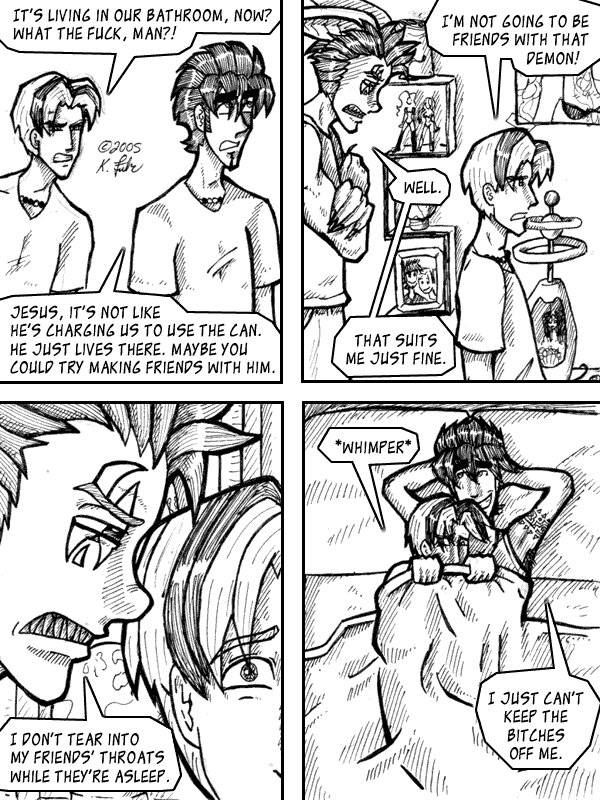 IT'S LIVING IN OUR BATHROOM, NOW?
WHAT THE FUCK, MAN?!
©2005
JESUS, IT'S NOT LIKE
HE'S CHARGING US TO USE THE CAN.
HE JUST LIVES THERE. MAYBE YOU
COULD TRY MAKING FRIENDS WITH HIM.
I'M NOT GOING TO BE
FRIENDS WITH THAT
DEMON!
WELL.
THAT SUITS
ME JUST FINE.
I DON'T TEAR INTO
MY FRIENDS' THROATS
WHILE THEY'RE ASLEEP.
*WHIMPER*
I JUST CAN'T
KEEP THE
BITCHES
OFF ME.